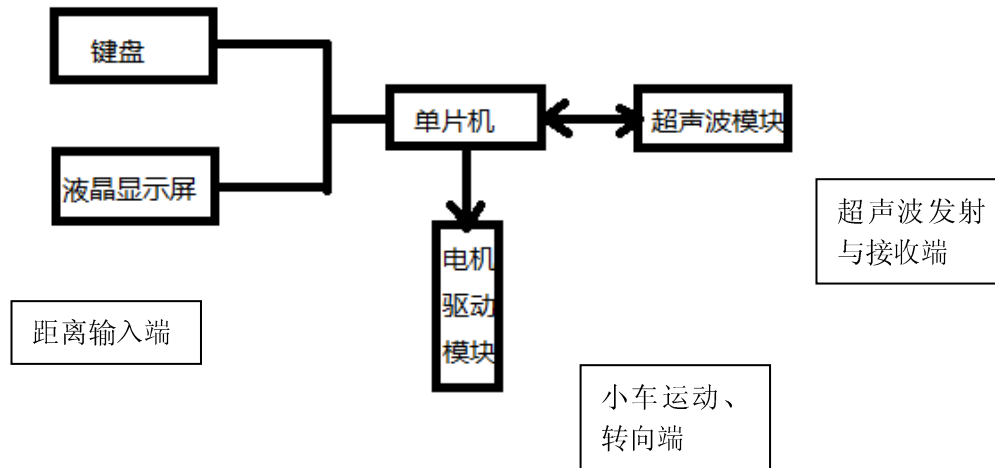 键盘
单片机
超声波模块
液晶显示屏
超声波发射
与接收端
电机
驱动
模块
距离输入端
小车运动、
转向端